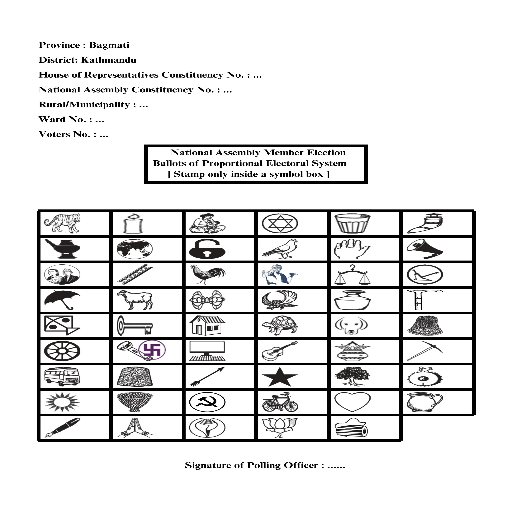 Province : Bagmati
District: Kathmandu
House of Representatives Constituency No. : ...
National Assembly Constituency No. : ...
Rural/Municipality : ...
Ward No. : ...
Voters No. : ...
National Assembly Member Election
Ballots of Proportional Electoral System
[ Stamp only inside a symbol box ]
Signature of Polling Officer : ......